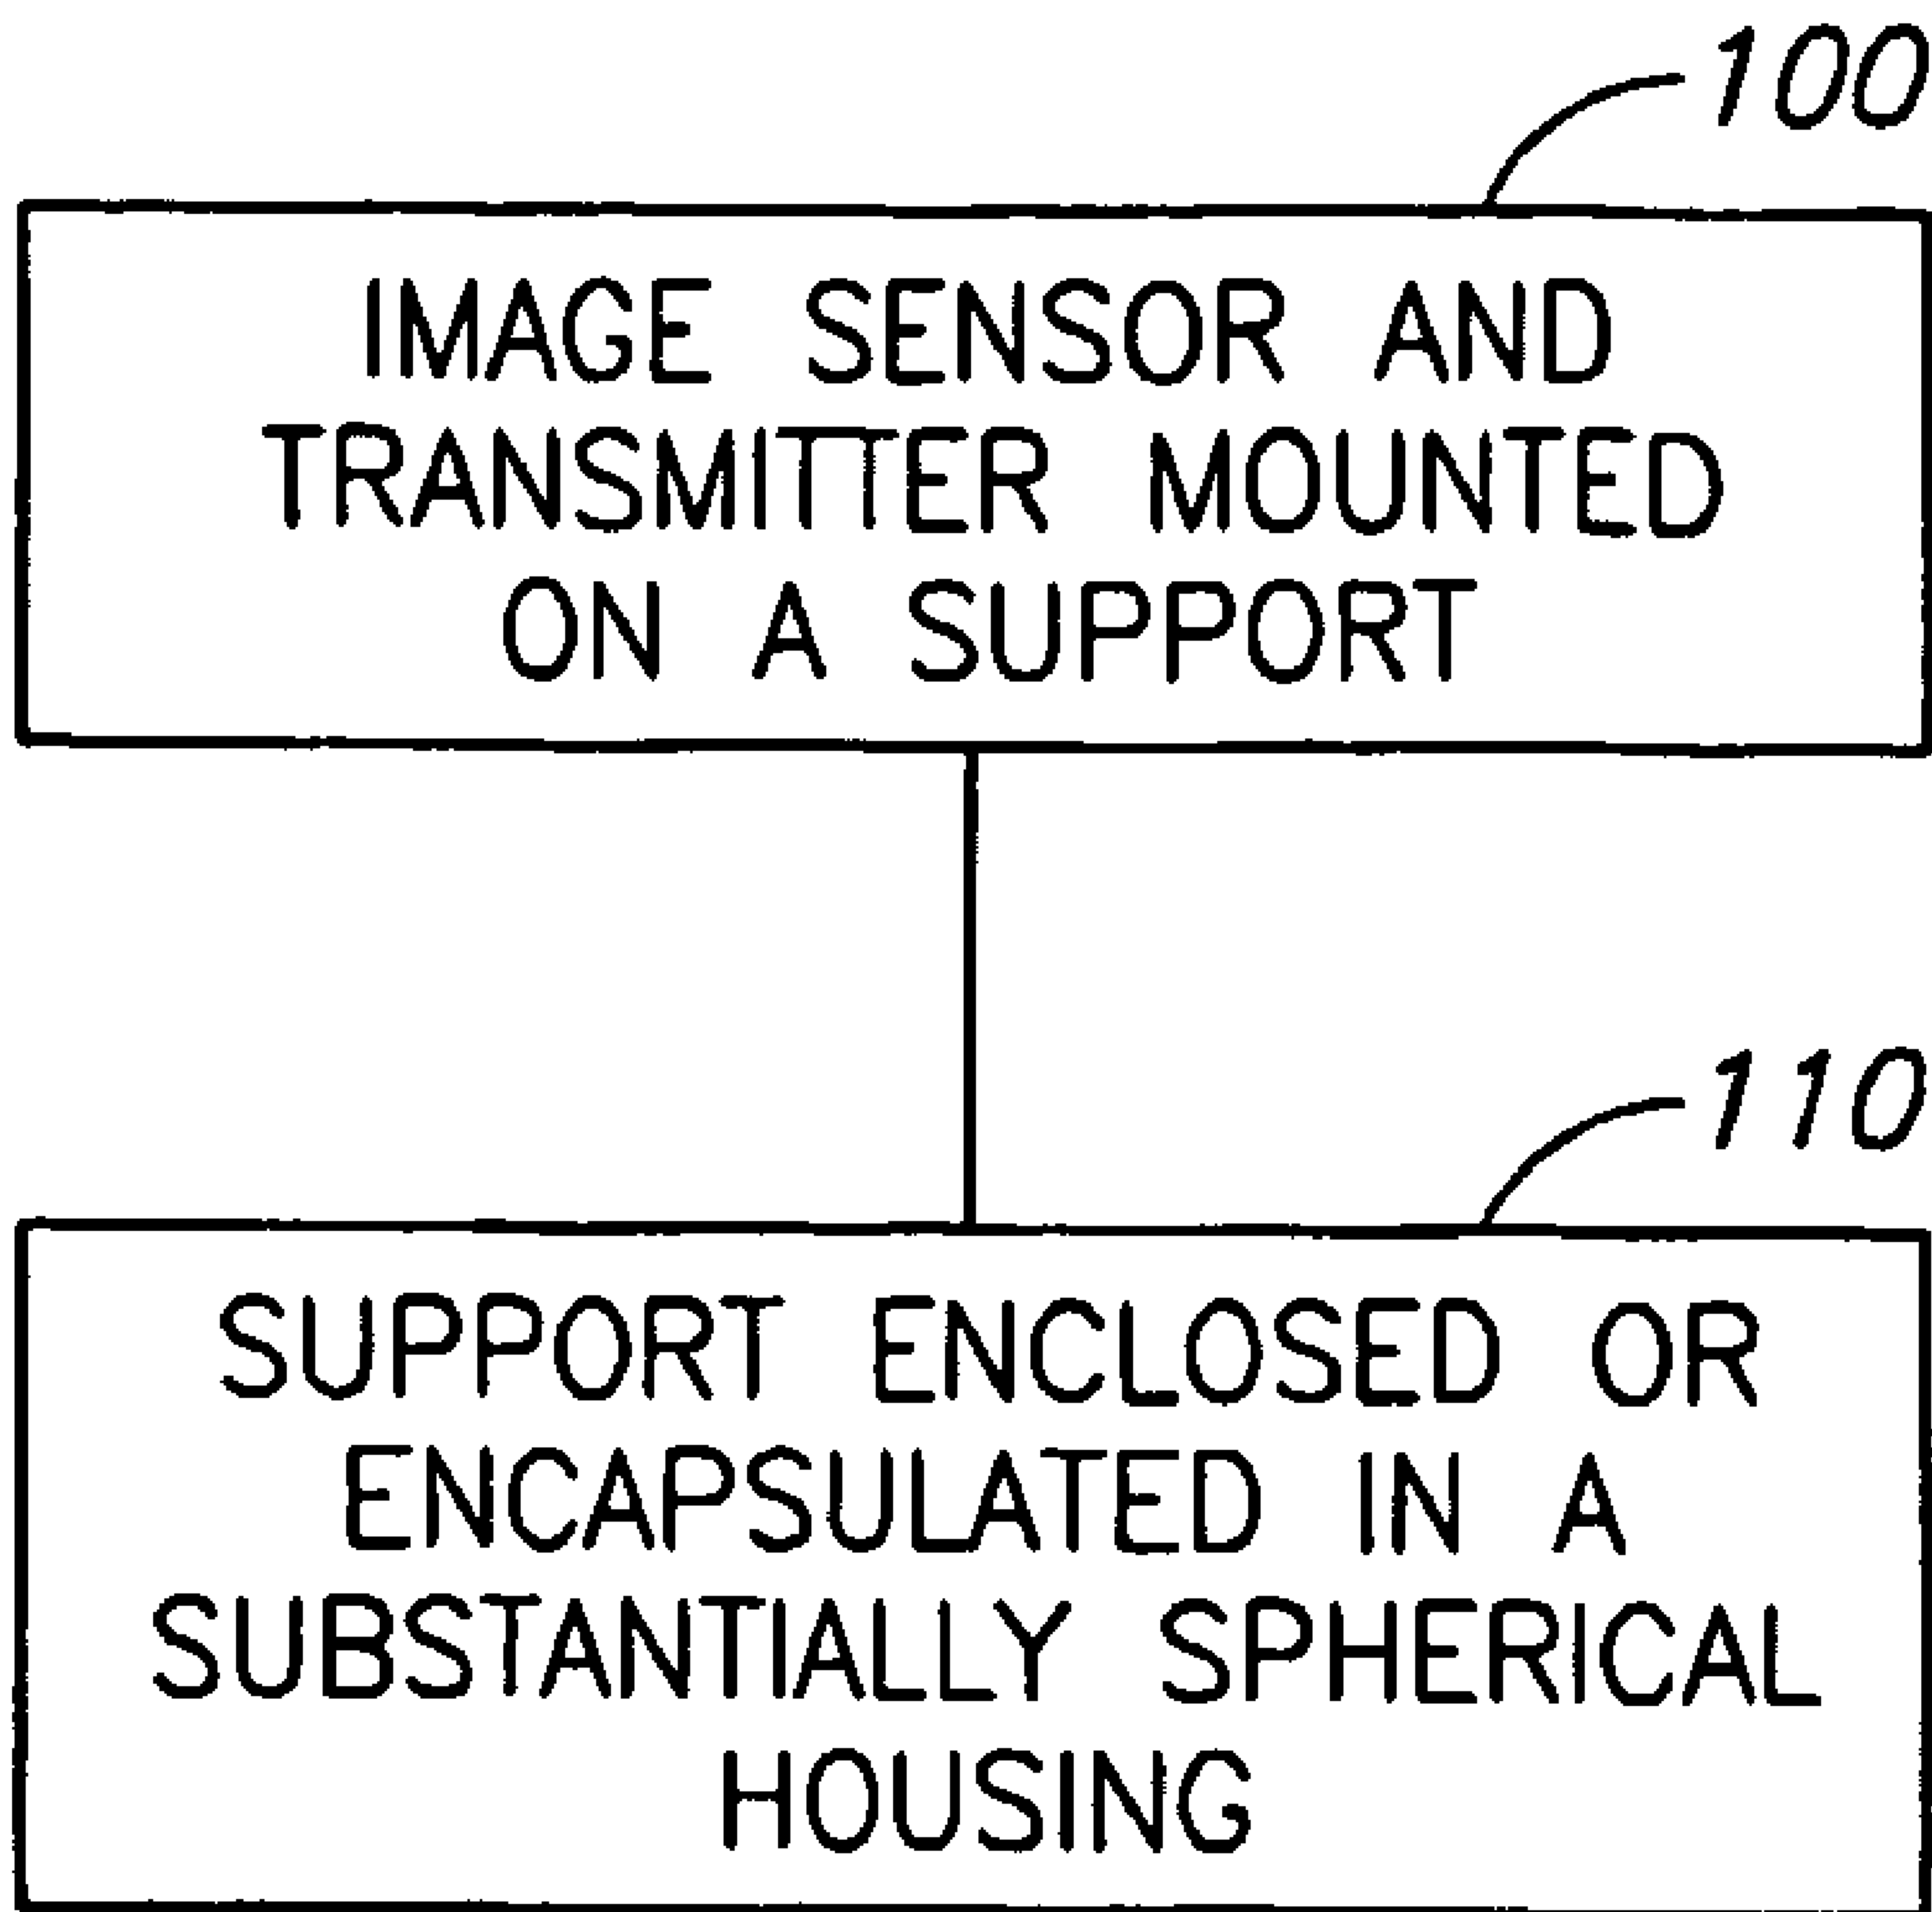 100
IMAGE SENSOR AND
TRANSMITTER MOUNTED
ON A SUPPORT
110
SUPPORT ENCLOSED OR
ENCAPSULATED IN A
SUBSTANTIALLY SPHERICAL
HOUSING